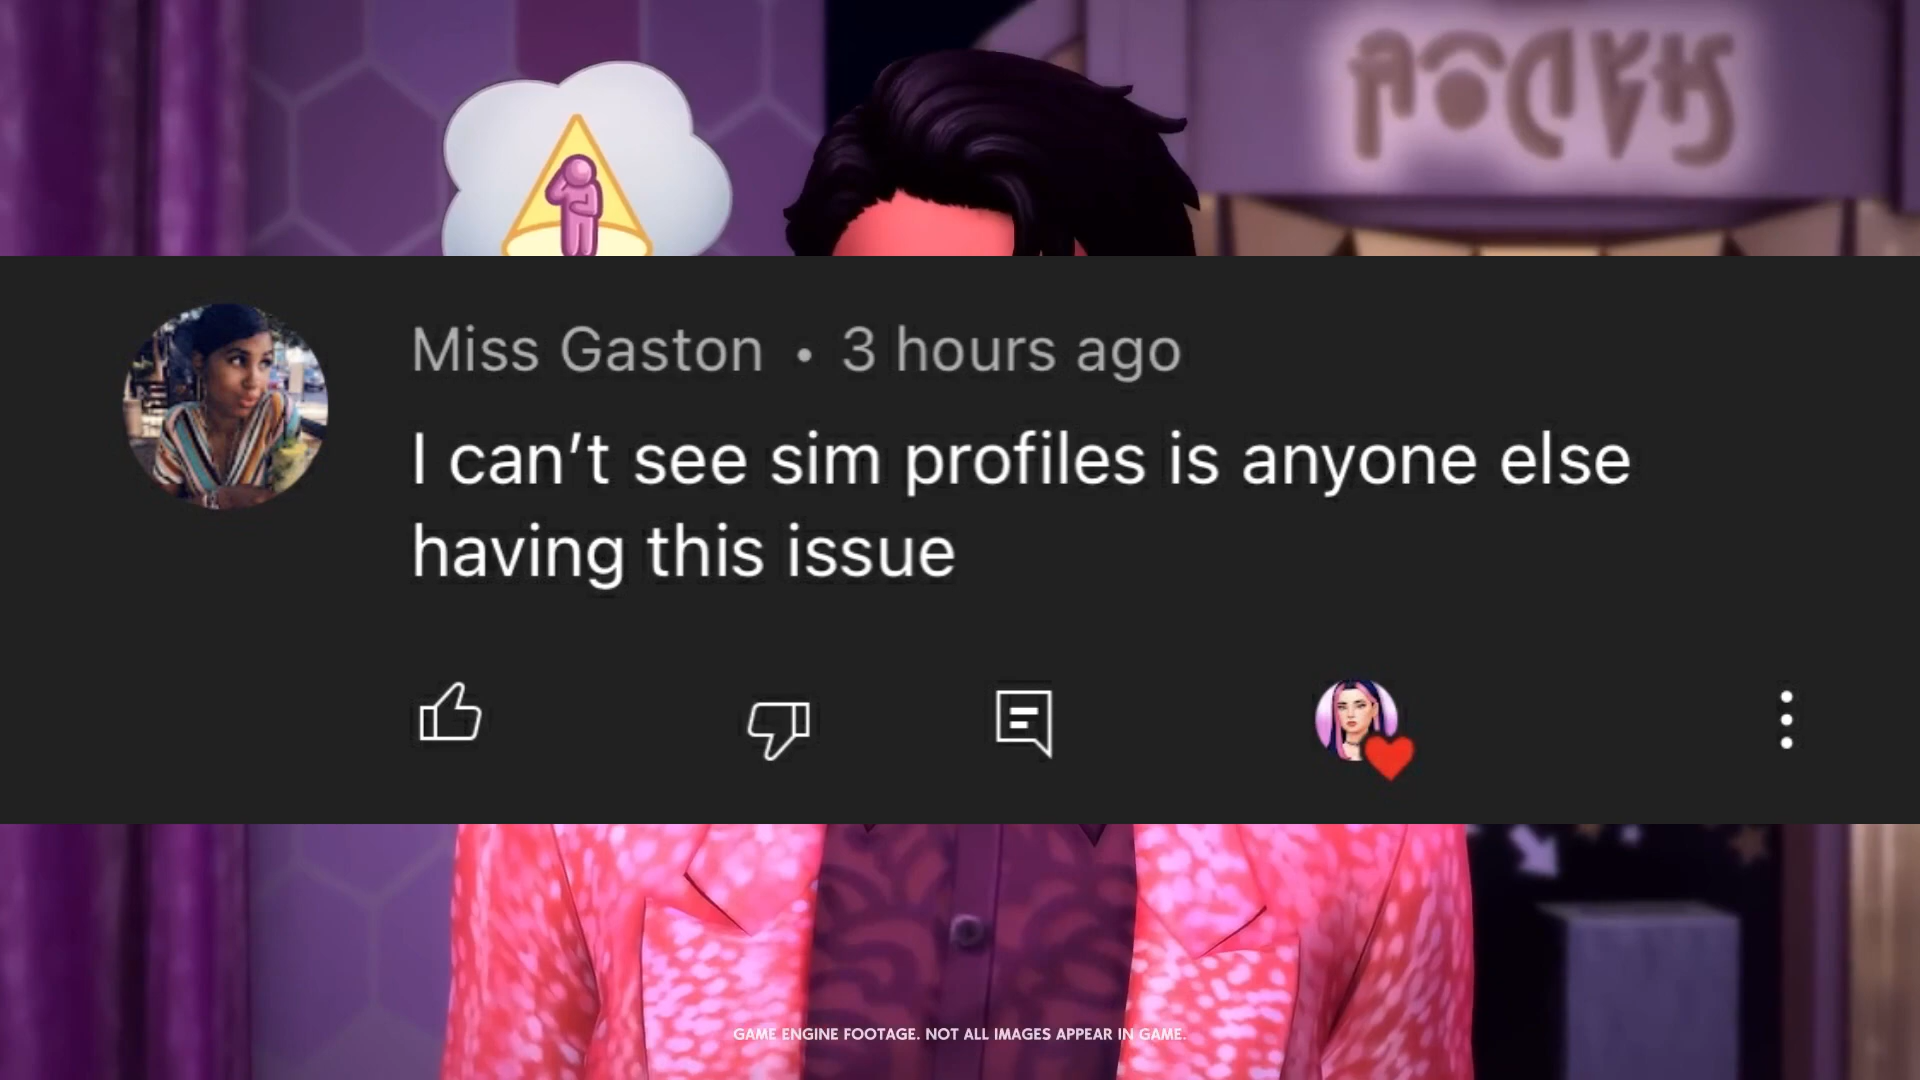 Miss Gaston • 3 hours ago
I can’t see sim profiles is anyone else
having this issue
GAME ENGINE FOOTAGE. NOT ALL IMAGES APPEAR IN GAME.